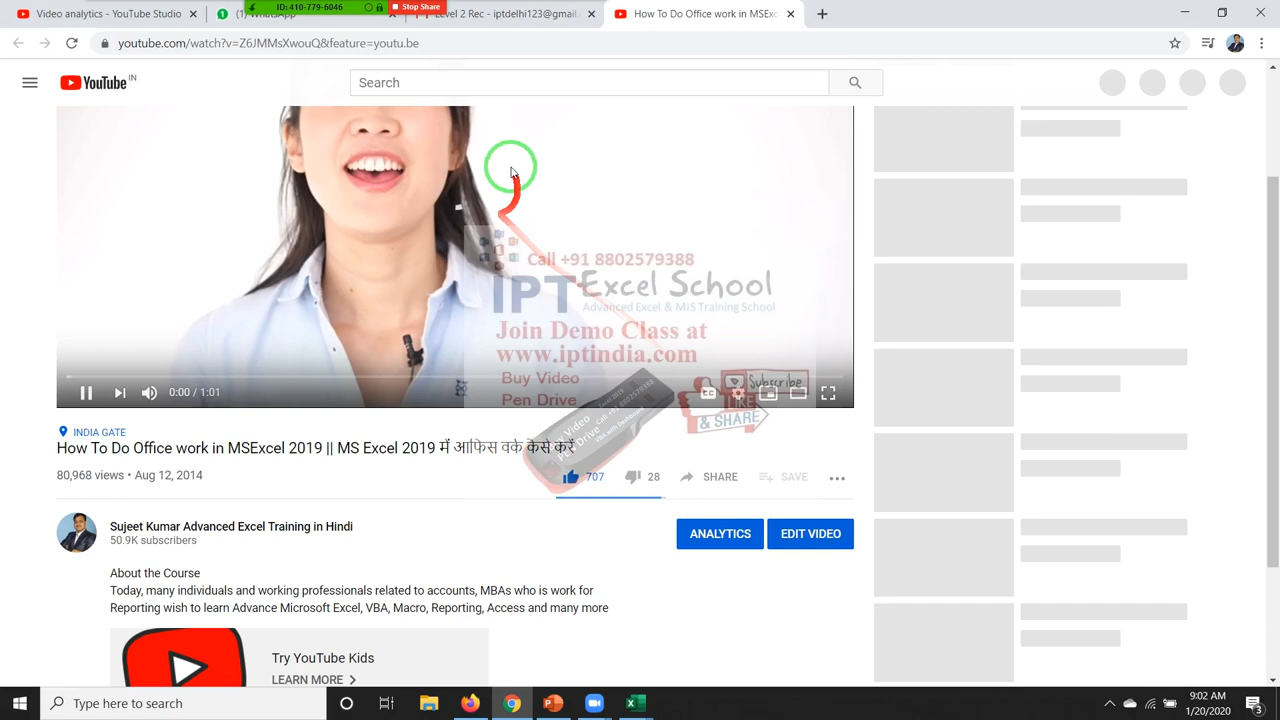 Video analytics - YouTube Studio
(1) WhatsApp
ID: 410-779-6046
Stop Share
Level 2 Rec - iptdelhi123@gmail.c
How To Do Office work in MSExc
youtube.com/watch?v=Z6JMMsXwouQ&feature=youtu.be
YouTube IN
Search
Call +91 8802579388
IPT Excel School
Advanced Excel & MIS Training School
Join Demo Class at
www.iptindia.com
Buy Video
Pen Drive
Subscribe
LIKE
& SHARE
0:00 / 1:01
INDIA GATE
How To Do Office work in MSExcel 2019 || MS Excel 2019 में आफिस वर्क कैसे करें
80,968 views • Aug 12, 2014
707
28
SHARE
SAVE
Sujeet Kumar Advanced Excel Training in Hindi
50.9K subscribers
ANALYTICS
EDIT VIDEO
About the Course
Today, many individuals and working professionals related to accounts, MBAs who is work for
Reporting wish to learn Advance Microsoft Excel, VBA, Macro, Reporting, Access and many more
Try YouTube Kids
LEARN MORE
Type here to search
9:02 AM
1/20/2020
3